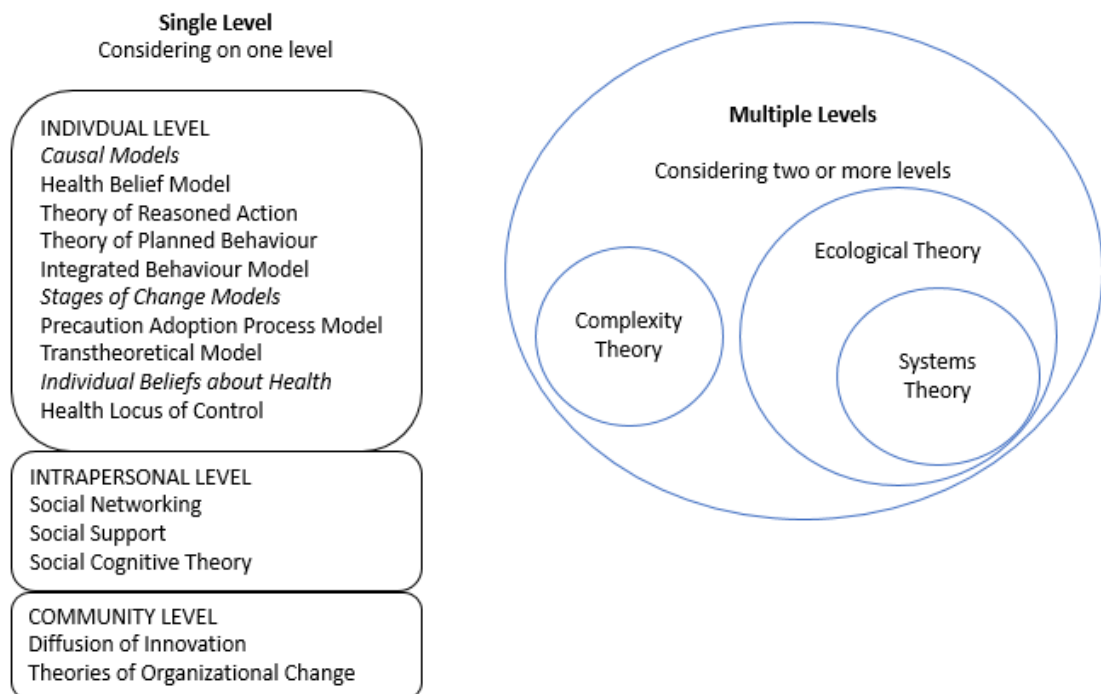 Single Level
Considering on one level
INDIVDUAL LEVEL
Causal Models
Health Belief Model
Theory of Reasoned Action
Theory of Planned Behaviour
Integrated Behaviour Model
Stages of Change Models
Precaution Adoption Process Model
Transtheoretical Model
Individual Beliefs about Health
Health Locus of Control
INTRAPERSONAL LEVEL
Social Networking
Social Support
Social Cognitive Theory
COMMUNITY LEVEL
Diffusion of Innovation
Theories of Organizational Change
Multiple Levels
Considering two or more levels
Ecological Theory
Complexity
Theory
Systems
Theory